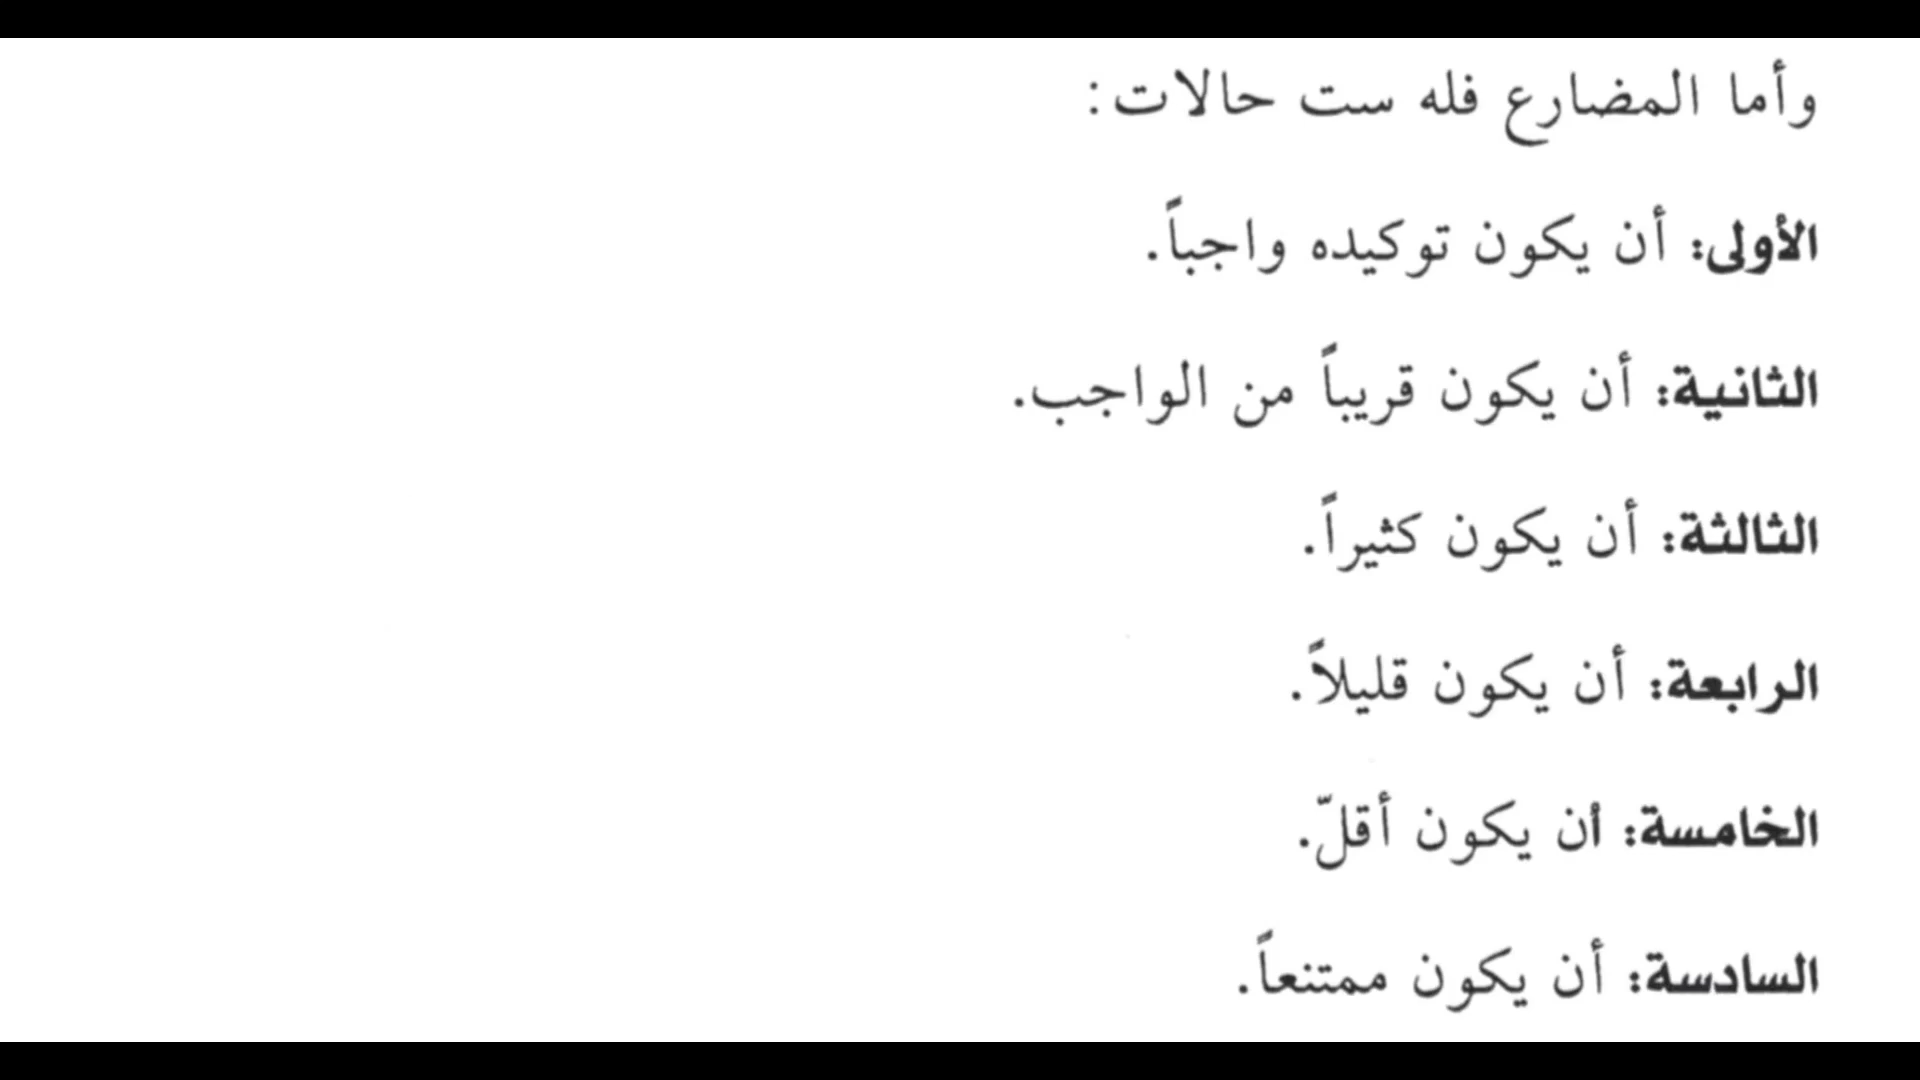 وأما المضارع فله ست حالات:
الأولى: أن يكون توكيده واجباً.
الثانية: أن يكون قريباً من الواجب.
الثالثة: أن يكون كثيراً.
الرابعة: أن يكون قليلاً.
الخامسة: أن يكون أقلّ.
السادسة: أن يكون ممتنعاً.